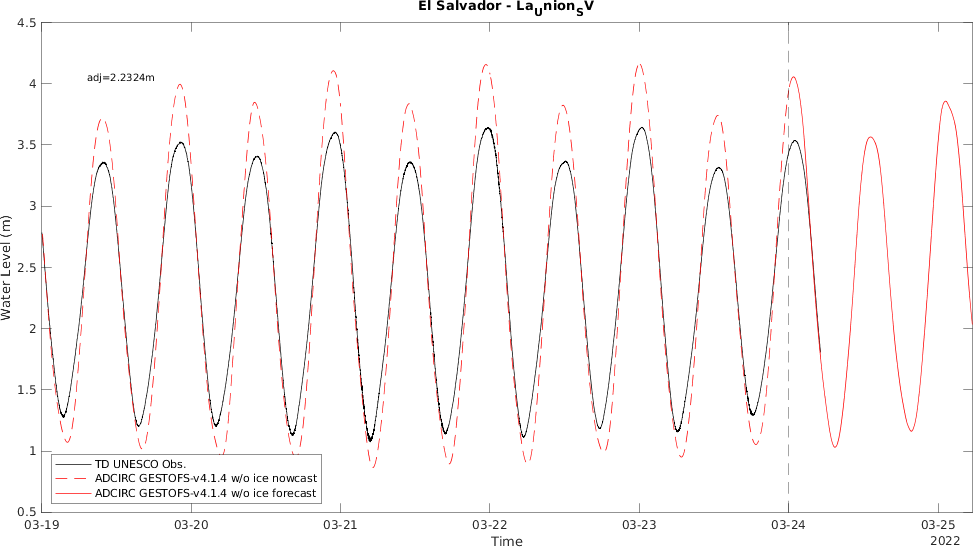 El Salvador - LaUnionSV
adj=2.2324m
Water Level (m)
4.5
4
3.5
3
2.5
2
1.5
1
0.5
TD UNESCO Obs.
ADCIRC GESTOFS-v4.1.4 w/o ice nowcast
ADCIRC GESTOFS-v4.1.4 w/o ice forecast
03-19 03-20 03-21 03-22 03-23 03-24 03-25
Time
2022